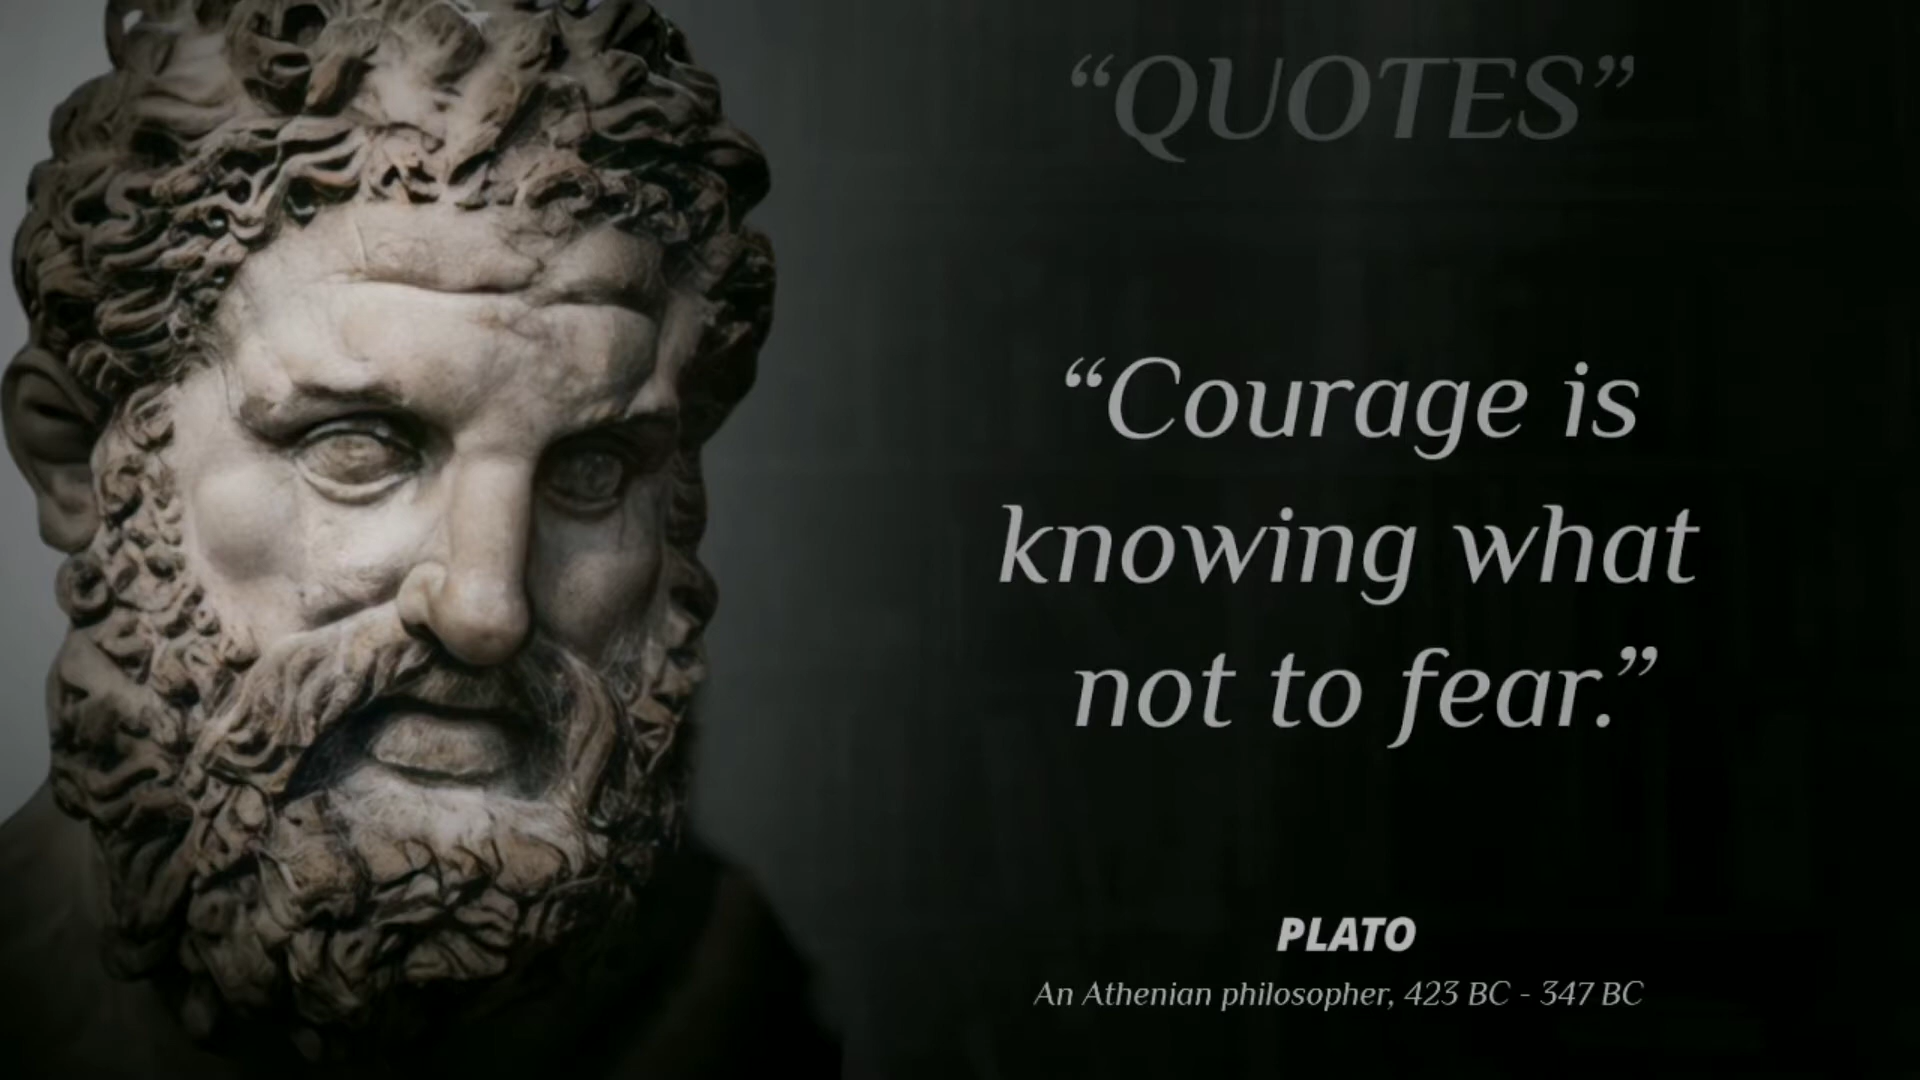 “QUOTES”
“Courage is
knowing what
not to fear.”
PLATO
An Athenian philosopher, 423 BC - 347 BC